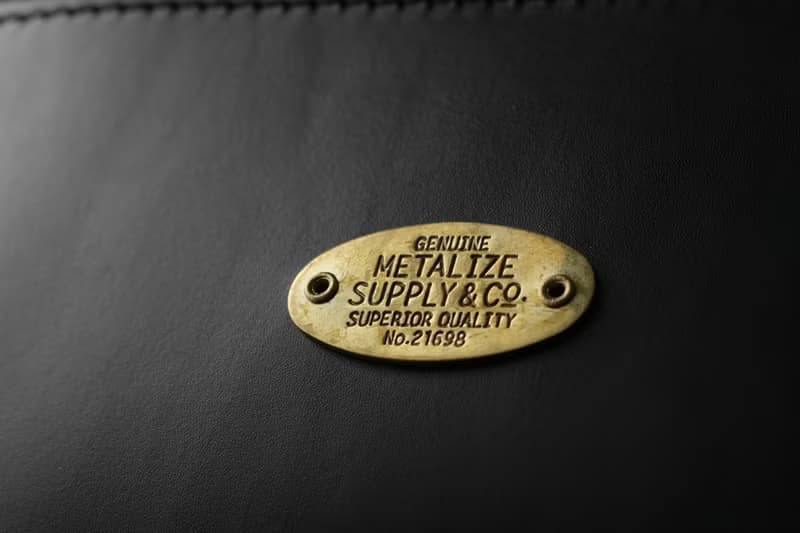 GENUINE
METALIZE
SUPPLY & Co.
SUPERIOR QUALITY
No.21698